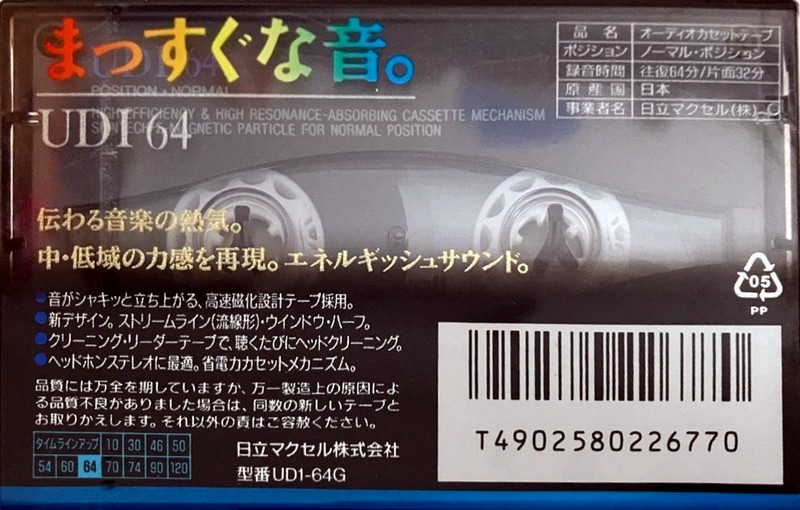 まっすぐな音。
UD1 64
POSITION・NORMAL
HIGH EFFICIENCY & HIGH RESONANCE-ABSORBING CASSETTE MECHANISM
MAGNETIC PARTICLE FOR NORMAL POSITION
UD1 64
品名 オーディオカセットテープ
ポジション ノーマル・ポジション
録音時間 往復64分/片面32分
原産国 日本
事業者名 日立マクセル(株)
伝わる音楽の熱気。
中・低域の力感を再現。エネルギッシュサウンド。
●音がシャキッと立ち上がる、高速磁化設計テープ採用。
●新デザイン。ストリームライン(流線形)・ウインドウ・ハーフ。
●クリーニング・リーダーテープで、聴くたびにヘッドクリーニング。
●ヘッドホンステレオに最適。省電力カセットメカニズム。
品質には万全を期していますが、万一製造上の原因によ
る品質不良がありました場合は、同数の新しいテープと
お取りかえします。それ以外の責はご容赦ください。
タイムラインアップ 10 30 46 50
54 60 64 70 74 90 120
日立マクセル株式会社
型番UD1-64G
05
PP
T4902580226770